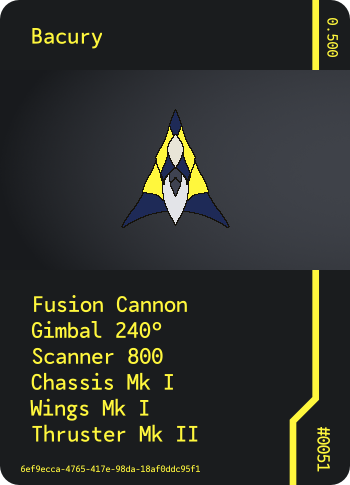 Bacury
0.500
Fusion Cannon
Gimbal 240°
Scanner 800
Chassis Mk I
Wings Mk I
Thruster Mk II
#0051
6ef9ecca-4765-417e-98da-18af0ddc95f1